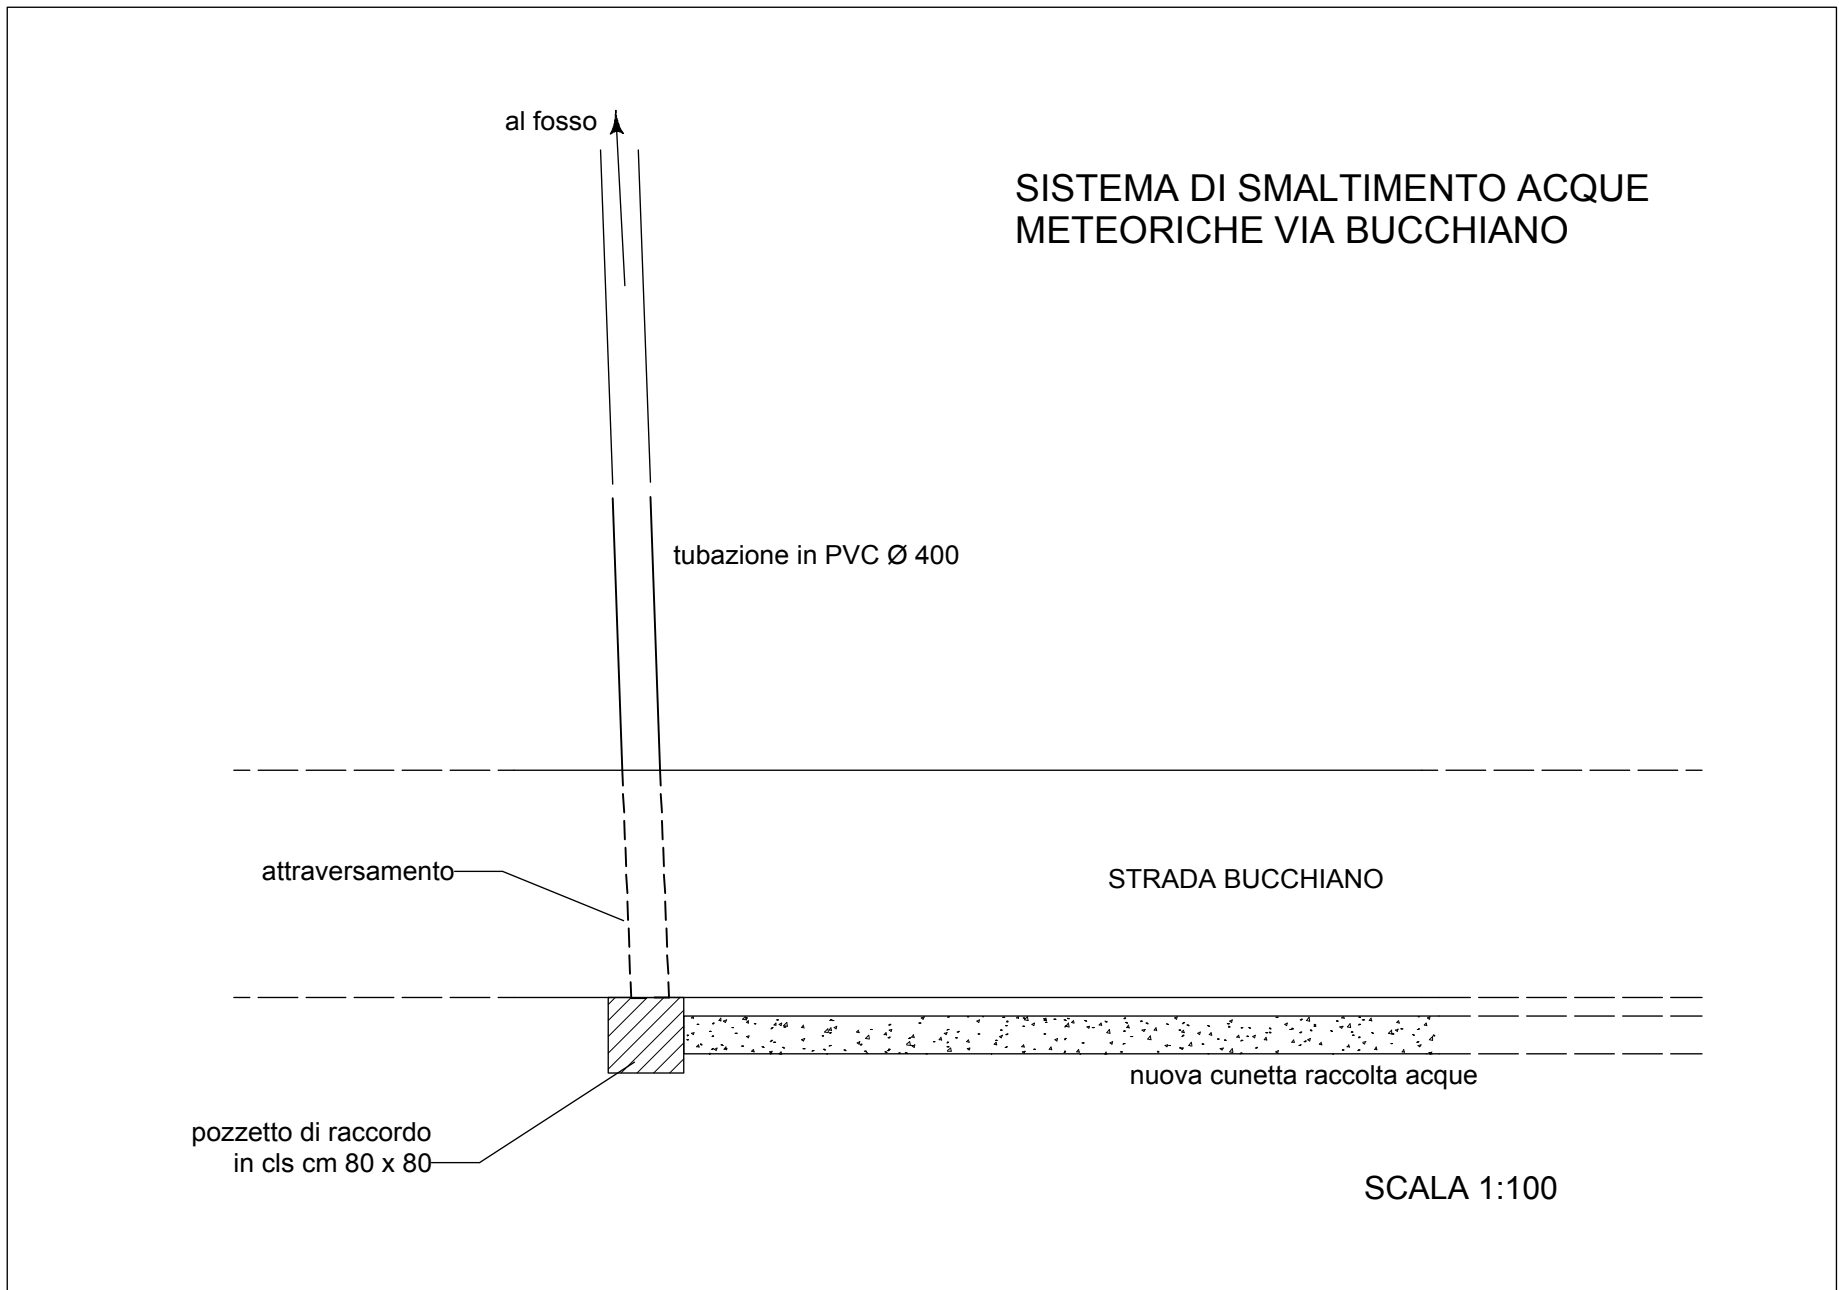 al fosso
SISTEMA DI SMALTIMENTO ACQUE
METEORICHE VIA BUCCHIANO
tubazione in PVC Ø 400
attraversamento
STRADA BUCCHIANO
nuova cunetta raccolta acque
pozzetto di raccordo
in cls cm 80 x 80
SCALA 1:100